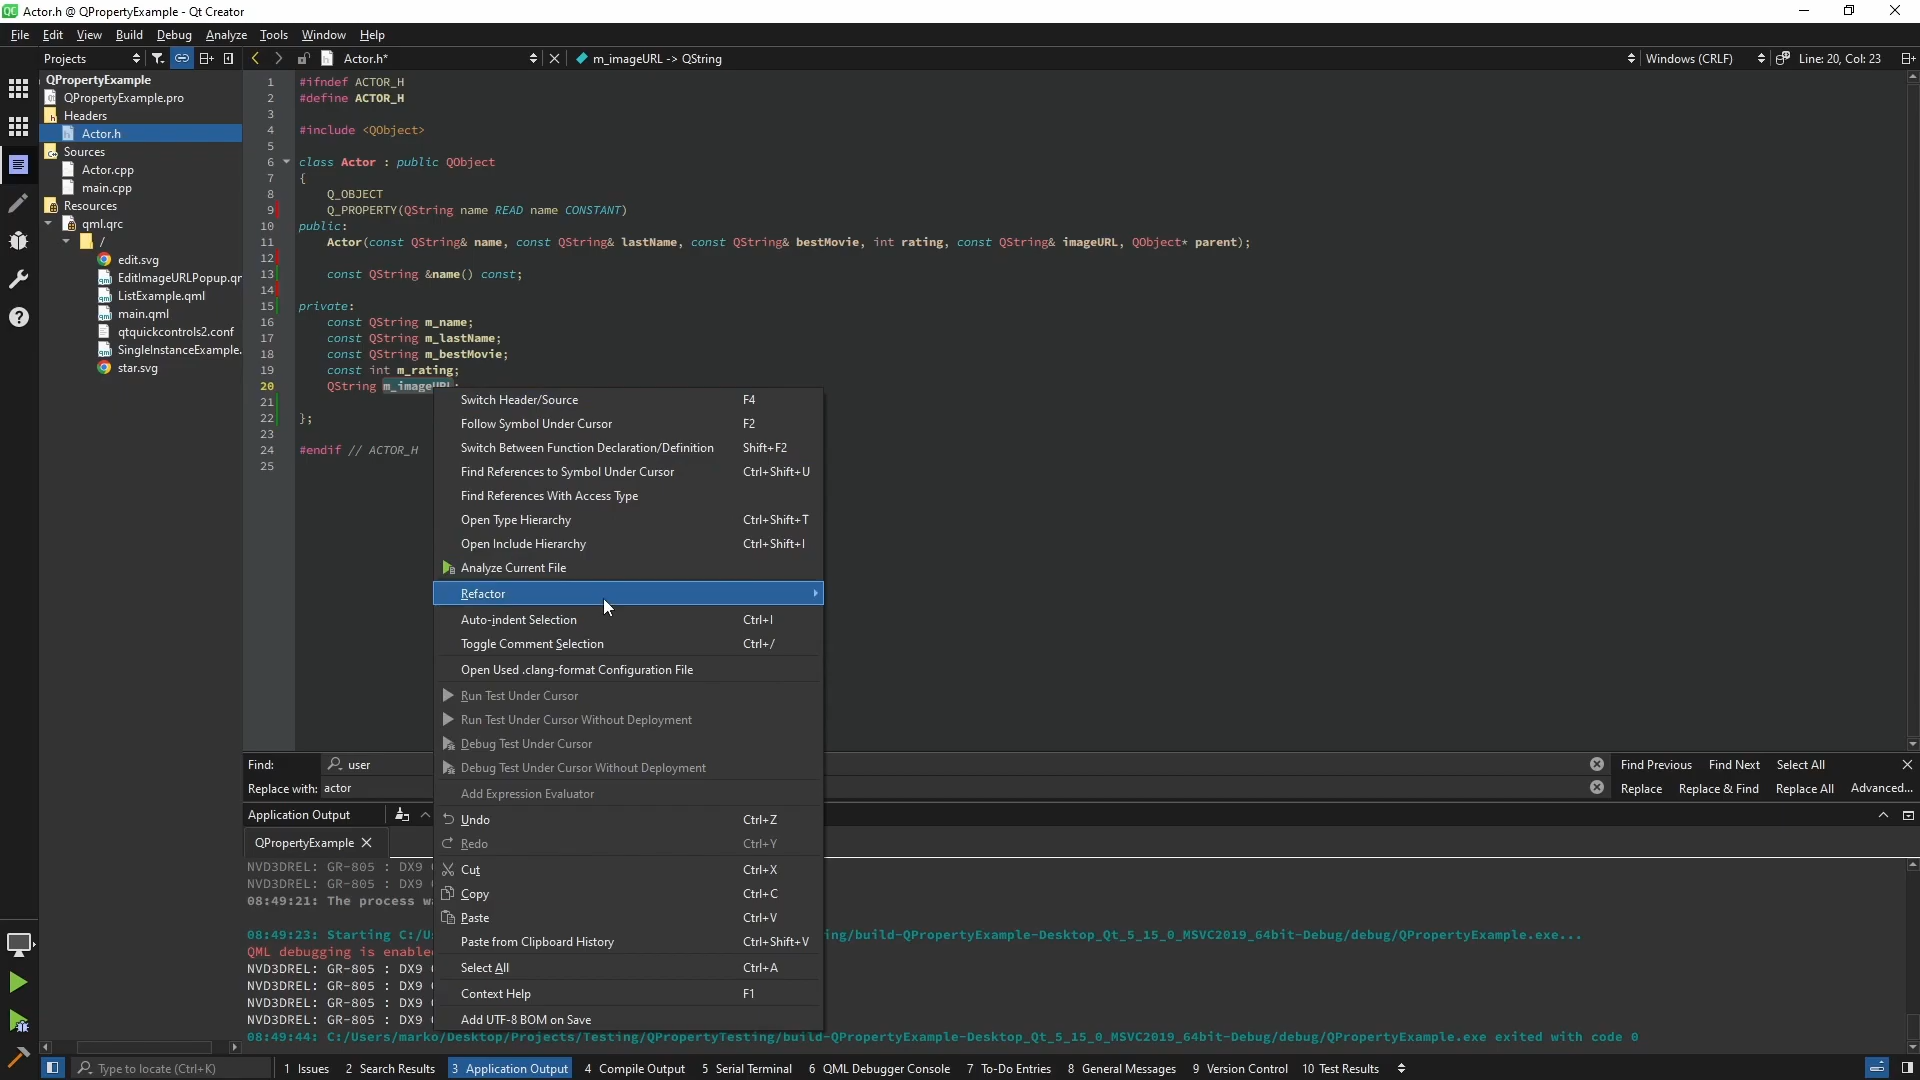 Actor.h @ QPropertyExample - Qt Creator
File Edit View Build Debug Analyze Tools Window Help
Projects
Actor.h*
m_imageURL -> QString
Windows (CRLF)
Line: 20, Col: 23
QPropertyExample
QPropertyExample.pro
Headers
Actor.h
Sources
Actor.cpp
main.cpp
Resources
qml.qrc
/
edit.svg
EditImageURLPopup.qr
ListExample.qml
main.qml
qtquickcontrols2.conf
SingleInstanceExample.
star.svg
1 #ifndef ACTOR_H
2 #define ACTOR_H
3
4 #include <QObject>
5
6 class Actor : public QObject
7 {
8 Q_OBJECT
9 Q_PROPERTY(QString name READ name CONSTANT)
10 public:
11 Actor(const QString& name, const QString& lastName, const QString& bestMovie, int rating, const QString& imageURL, QObject* parent);
12
13 const QString &name() const;
14
15 private:
16 const QString m_name;
17 const QString m_lastName;
18 const QString m_bestMovie;
19 const int m_rating;
20 QString m_imageURL;
21
22 };
23
24 #endif // ACTOR_H
25
Switch Header/Source F4
Follow Symbol Under Cursor F2
Switch Between Function Declaration/Definition Shift+F2
Find References to Symbol Under Cursor Ctrl+Shift+U
Find References With Access Type
Open Type Hierarchy Ctrl+Shift+T
Open Include Hierarchy Ctrl+Shift+I
Analyze Current File
Refactor
Auto-indent Selection Ctrl+I
Toggle Comment Selection Ctrl+/
Open Used .clang-format Configuration File
Run Test Under Cursor
Run Test Under Cursor Without Deployment
Debug Test Under Cursor
Debug Test Under Cursor Without Deployment
Add Expression Evaluator
Undo Ctrl+Z
Redo Ctrl+Y
Cut Ctrl+X
Copy Ctrl+C
Paste Ctrl+V
Paste from Clipboard History Ctrl+Shift+V
Select All Ctrl+A
Context Help F1
Add UTF-8 BOM on Save
Find: user
Find Previous Find Next Select All
Replace with: actor
Replace Replace & Find Replace All Advanced...
Application Output
QPropertyExample
NVD3DREL: GR-805 : DX9
NVD3DREL: GR-805 : DX9
08:49:21: The process w
08:49:23: Starting C:/U ing/build-QPropertyExample-Desktop_Qt_5_15_0_MSVC2019_64bit-Debug/debug/QPropertyExample.exe...
QML debugging is enable
NVD3DREL: GR-805 : DX9
NVD3DREL: GR-805 : DX9
NVD3DREL: GR-805 : DX9
NVD3DREL: GR-805 : DX9
08:49:44: C:/Users/marko/Desktop/Projects/Testing/QPropertyTesting/build-QPropertyExample-Desktop_Qt_5_15_0_MSVC2019_64bit-Debug/debug/QPropertyExample.exe exited with code 0
Type to locate (Ctrl+K)
1 Issues 2 Search Results 3 Application Output 4 Compile Output 5 Serial Terminal 6 QML Debugger Console 7 To-Do Entries 8 General Messages 9 Version Control 10 Test Results